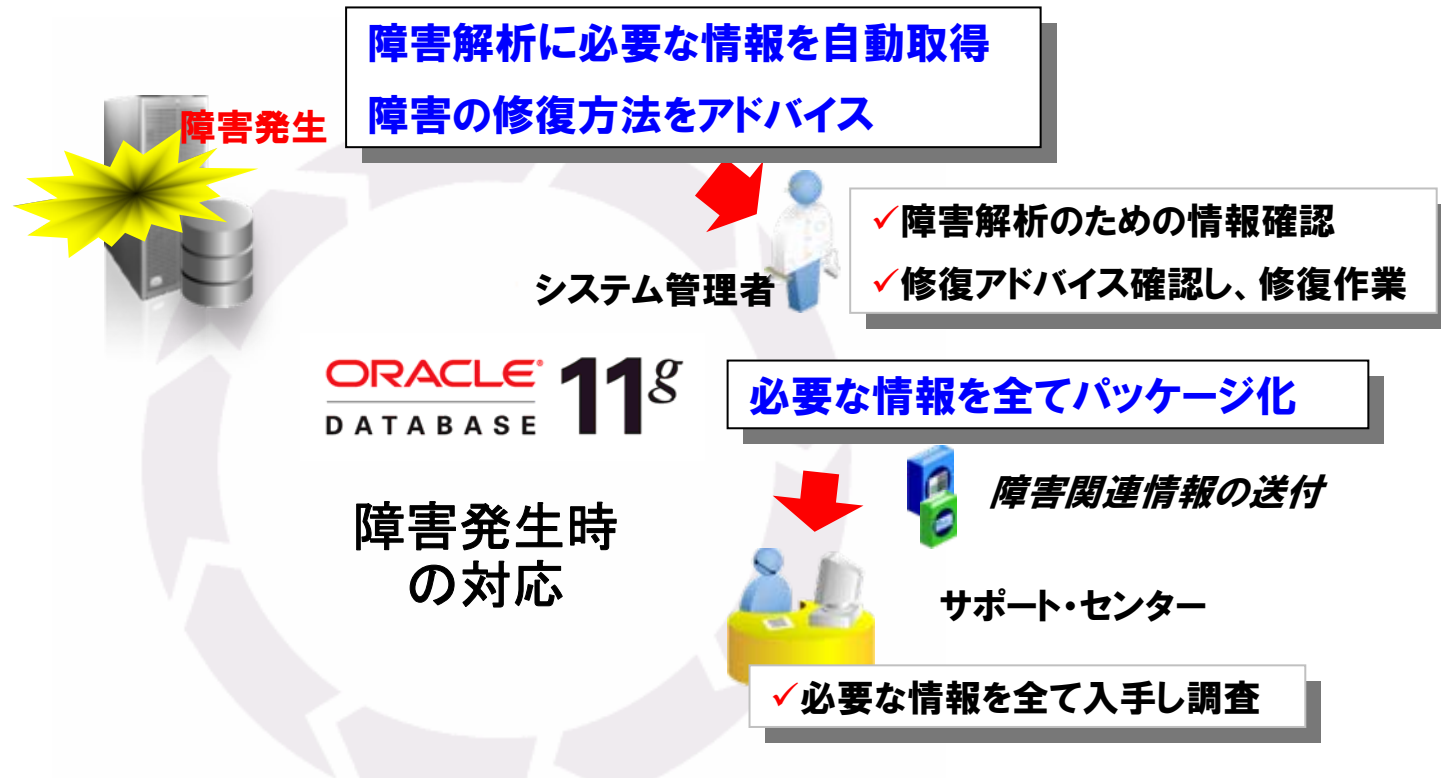 障害解析に必要な情報を自動取得
障害の修復方法をアドバイス
障害発生
✓障害解析のための情報確認
✓修復アドバイス確認し、修復作業
システム管理者
ORACLE® 11g
DATABASE
必要な情報を全てパッケージ化
障害関連情報の送付
障害発生時
の対応
サポート・センター
✓必要な情報を全て入手し調査